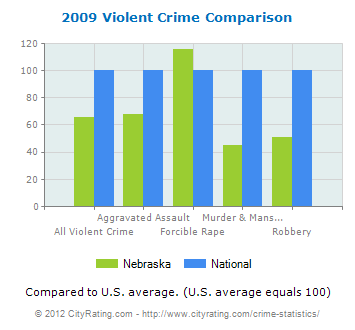 2009 Violent Crime Comparison
120
100
80
60
40
20
0
Aggravated Assault Murder & Mans...
All Violent Crime Forcible Rape Robbery
Nebraska National
Compared to U.S. average. (U.S. average equals 100)
© 2012 CityRating.com - http://www.cityrating.com/crime-statistics/